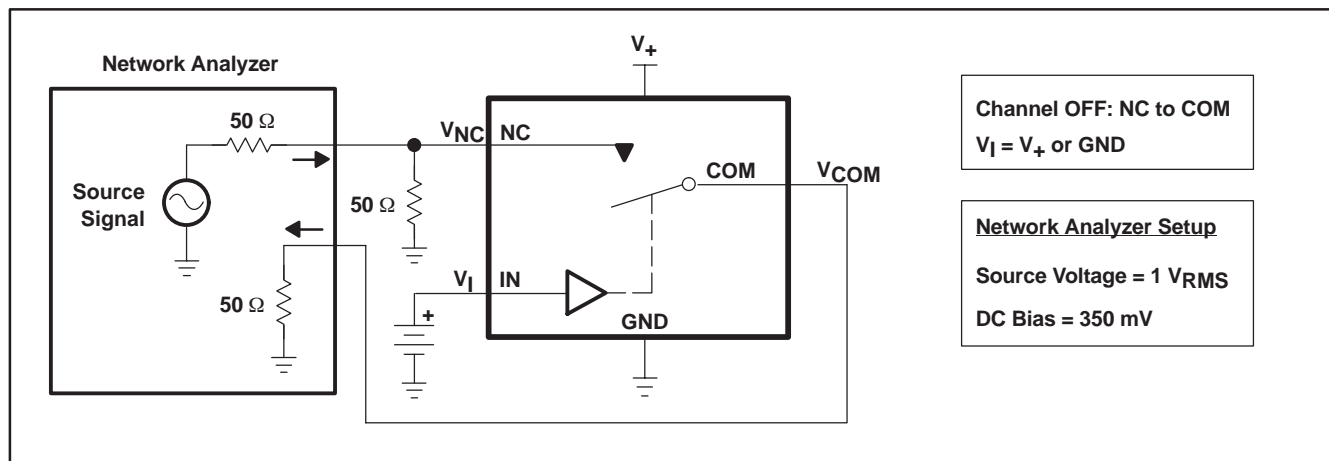 Network Analyzer
50 Ω
Source
Signal
50 Ω
VNC NC
50 Ω
V+
COM
VCOM
VI IN
+
GND
Channel OFF: NC to COM
VI = V+ or GND
Network Analyzer Setup
Source Voltage = 1 VRMS
DC Bias = 350 mV